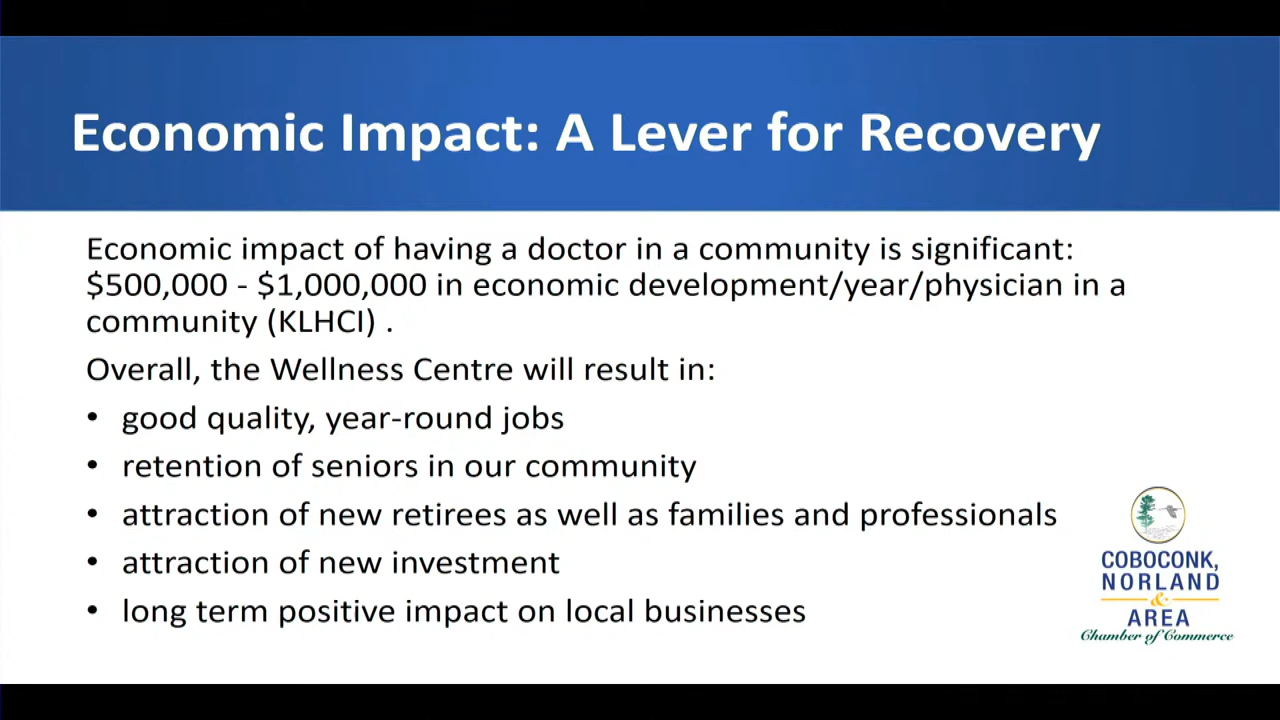 Economic Impact: A Lever for Recovery
Economic impact of having a doctor in a community is significant:
$500,000 - $1,000,000 in economic development/year/physician in a
community (KLHCI) .
Overall, the Wellness Centre will result in:
• good quality, year-round jobs
• retention of seniors in our community
• attraction of new retirees as well as families and professionals
• attraction of new investment
• long term positive impact on local businesses
COBOCONK,
NORLAND
&
AREA
Chamber of Commerce